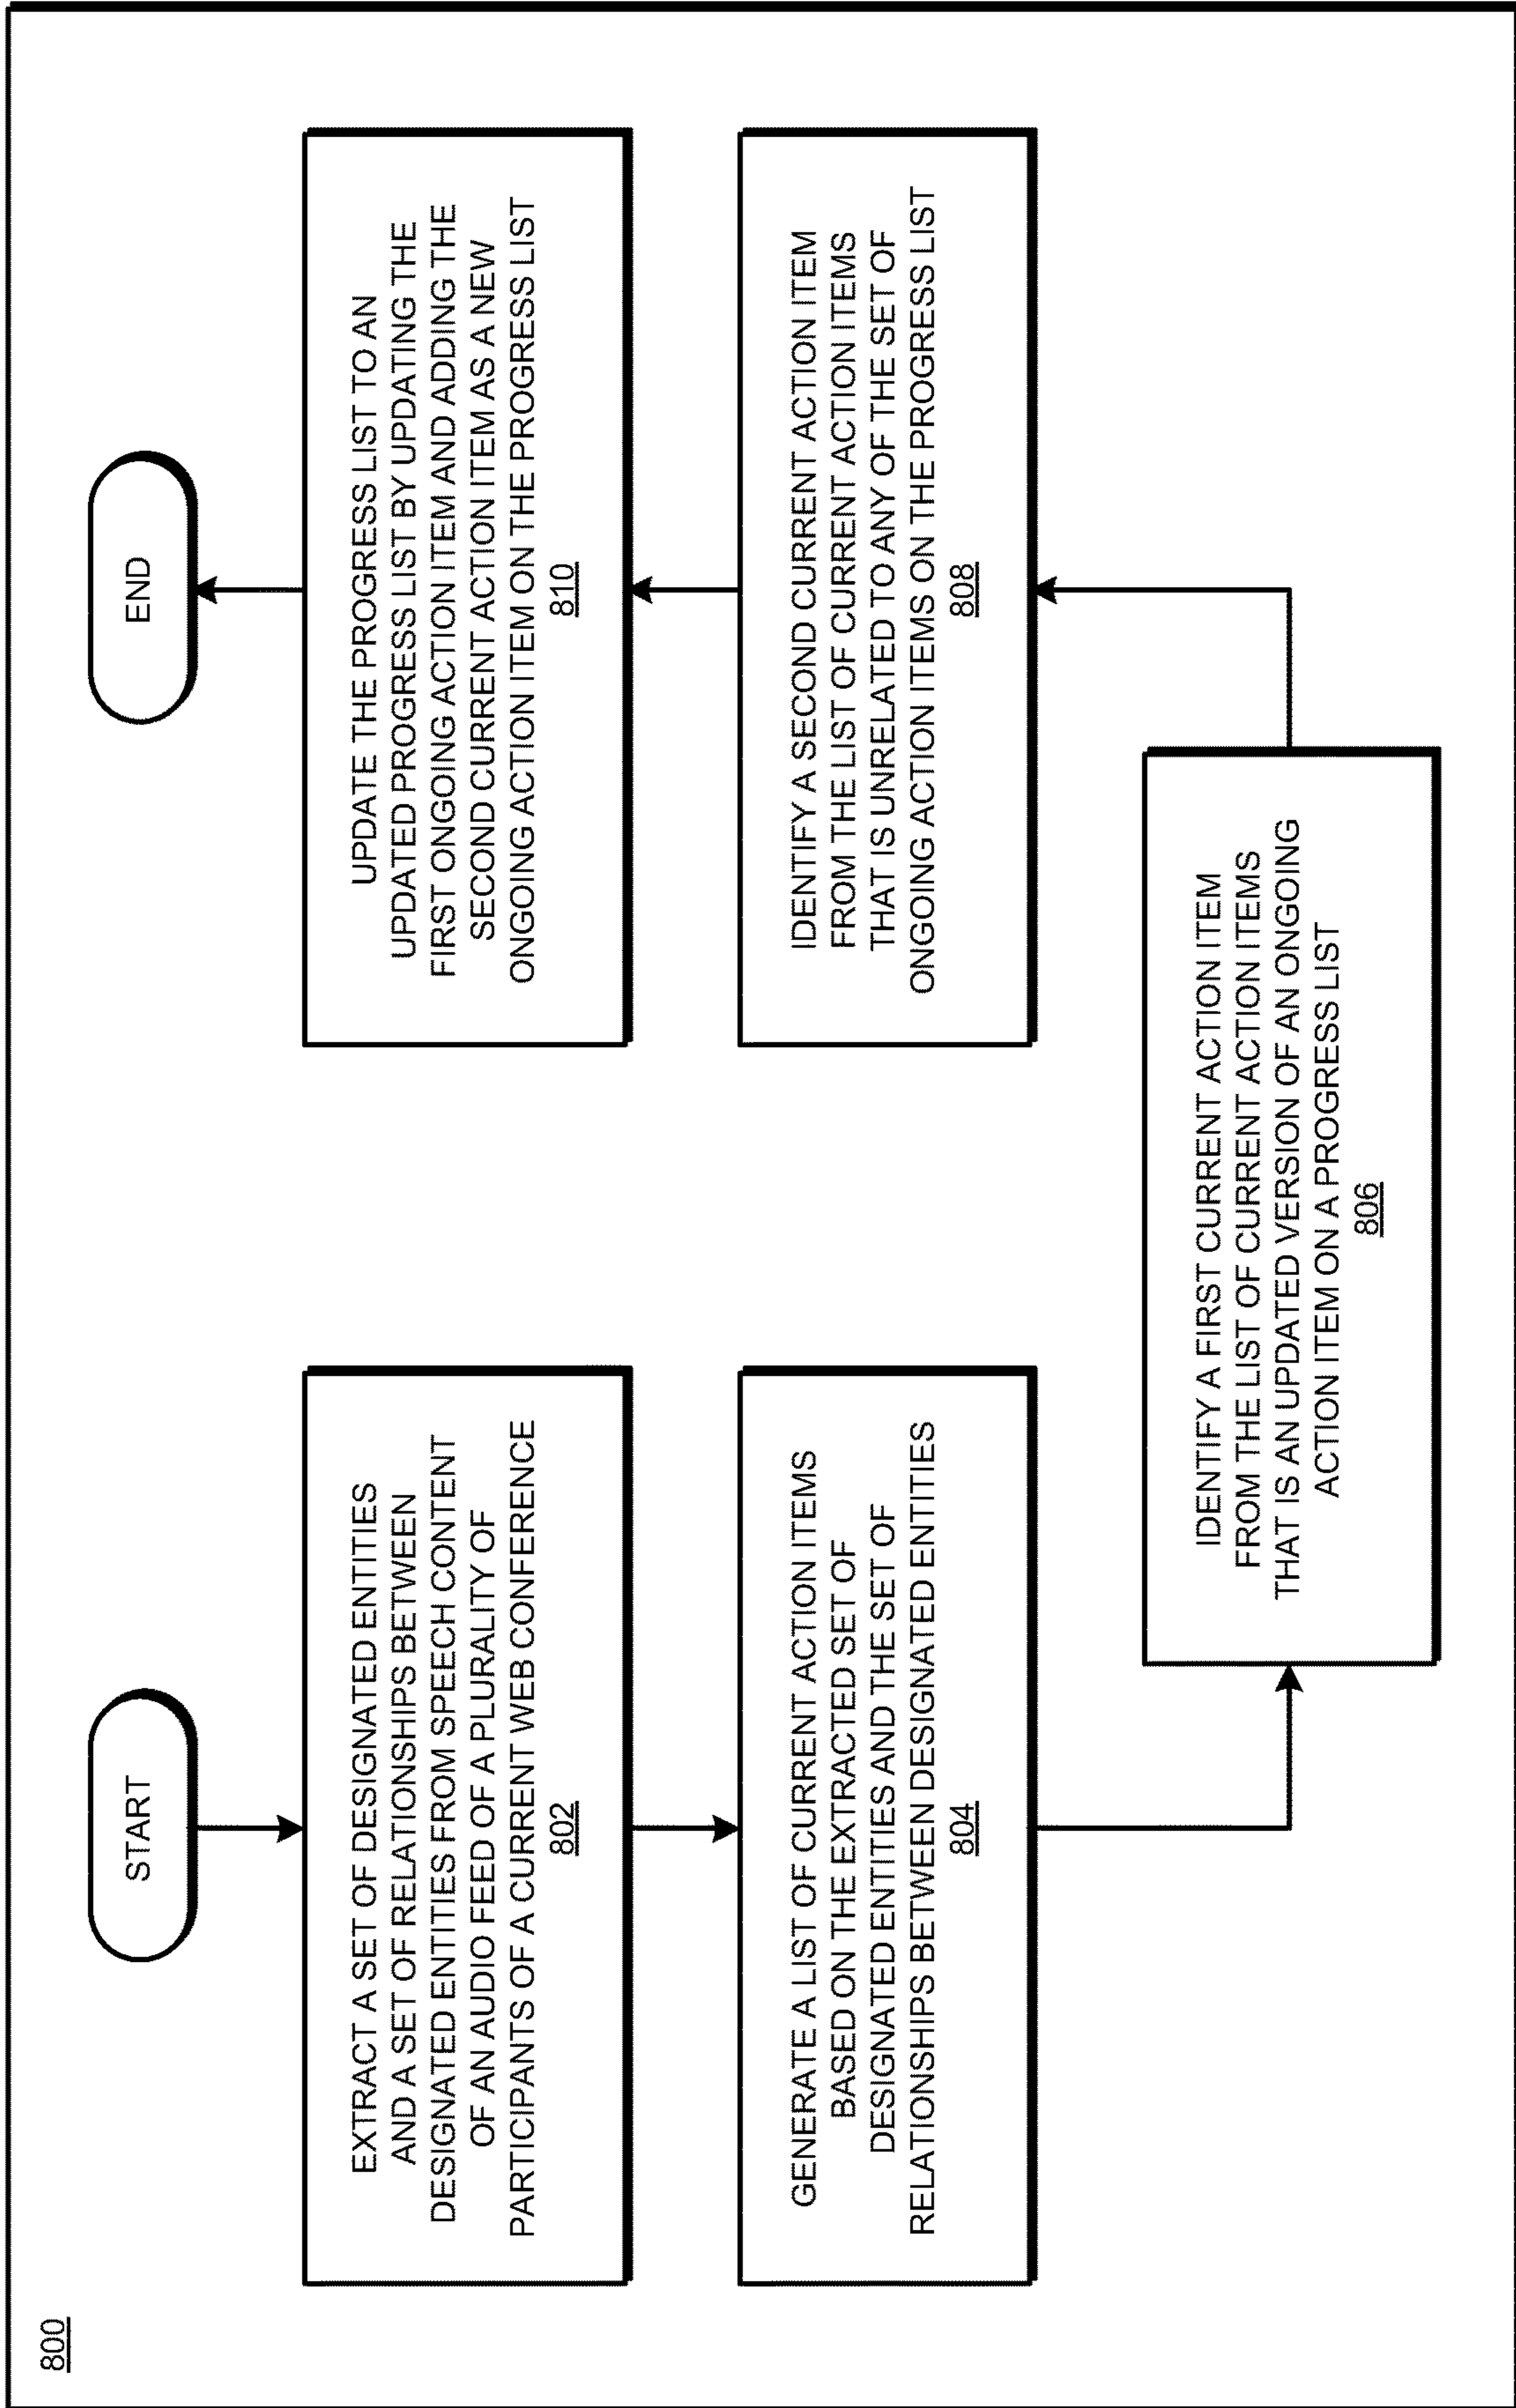 800
START
EXTRACT A SET OF DESIGNATED ENTITIES
AND A SET OF RELATIONSHIPS BETWEEN
DESIGNATED ENTITIES FROM SPEECH CONTENT
OF AN AUDIO FEED OF A PLURALITY OF
PARTICIPANTS OF A CURRENT WEB CONFERENCE
802
GENERATE A LIST OF CURRENT ACTION ITEMS
BASED ON THE EXTRACTED SET OF
DESIGNATED ENTITIES AND THE SET OF
RELATIONSHIPS BETWEEN DESIGNATED ENTITIES
804
IDENTIFY A FIRST CURRENT ACTION ITEM
FROM THE LIST OF CURRENT ACTION ITEMS
THAT IS AN UPDATED VERSION OF AN ONGOING
ACTION ITEM ON A PROGRESS LIST
806
IDENTIFY A SECOND CURRENT ACTION ITEM
FROM THE LIST OF CURRENT ACTION ITEMS
THAT IS UNRELATED TO ANY OF THE SET OF
ONGOING ACTION ITEMS ON THE PROGRESS LIST
808
UPDATE THE PROGRESS LIST TO AN
UPDATED PROGRESS LIST BY UPDATING THE
FIRST ONGOING ACTION ITEM AND ADDING THE
SECOND CURRENT ACTION ITEM AS A NEW
ONGOING ACTION ITEM ON THE PROGRESS LIST
810
END